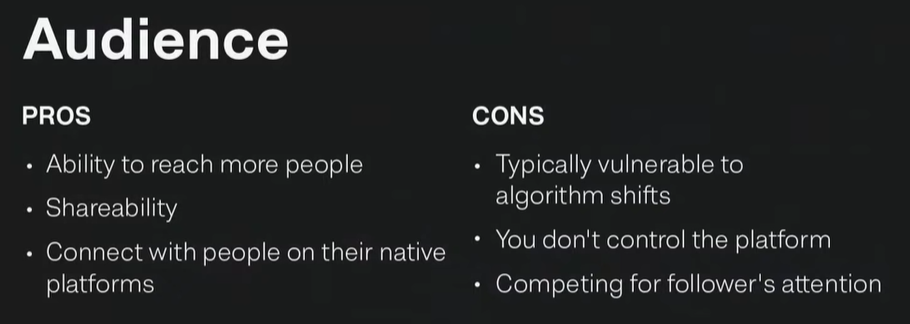 Audience
PROS
• Ability to reach more people
• Shareability
• Connect with people on their native
platforms
CONS
• Typically vulnerable to
algorithm shifts
• You don't control the platform
• Competing for follower's attention